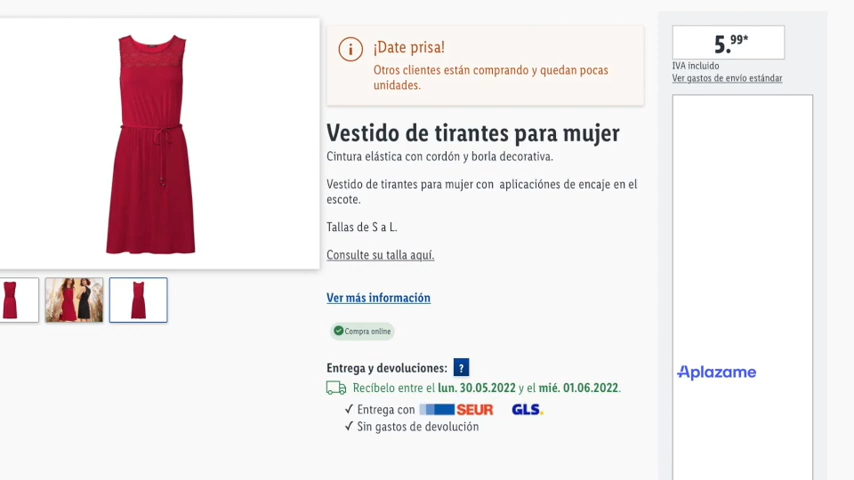 ¡Date prisa!
Otros clientes están comprando y quedan pocas
unidades.
Vestido de tirantes para mujer
Cintura elástica con cordón y borla decorativa.
Vestido de tirantes para mujer con aplicaciónes de encaje en el
escote.
Tallas de S a L.
Consulte su talla aquí.
Ver más información
Compra online
Entrega y devoluciones: ?
Recíbelo entre el lun. 30.05.2022 y el mié. 01.06.2022.
✓ Entrega con SEUR GLS.
✓ Sin gastos de devolución
5.99*
IVA incluido
Ver gastos de envío estándar
Aplazame